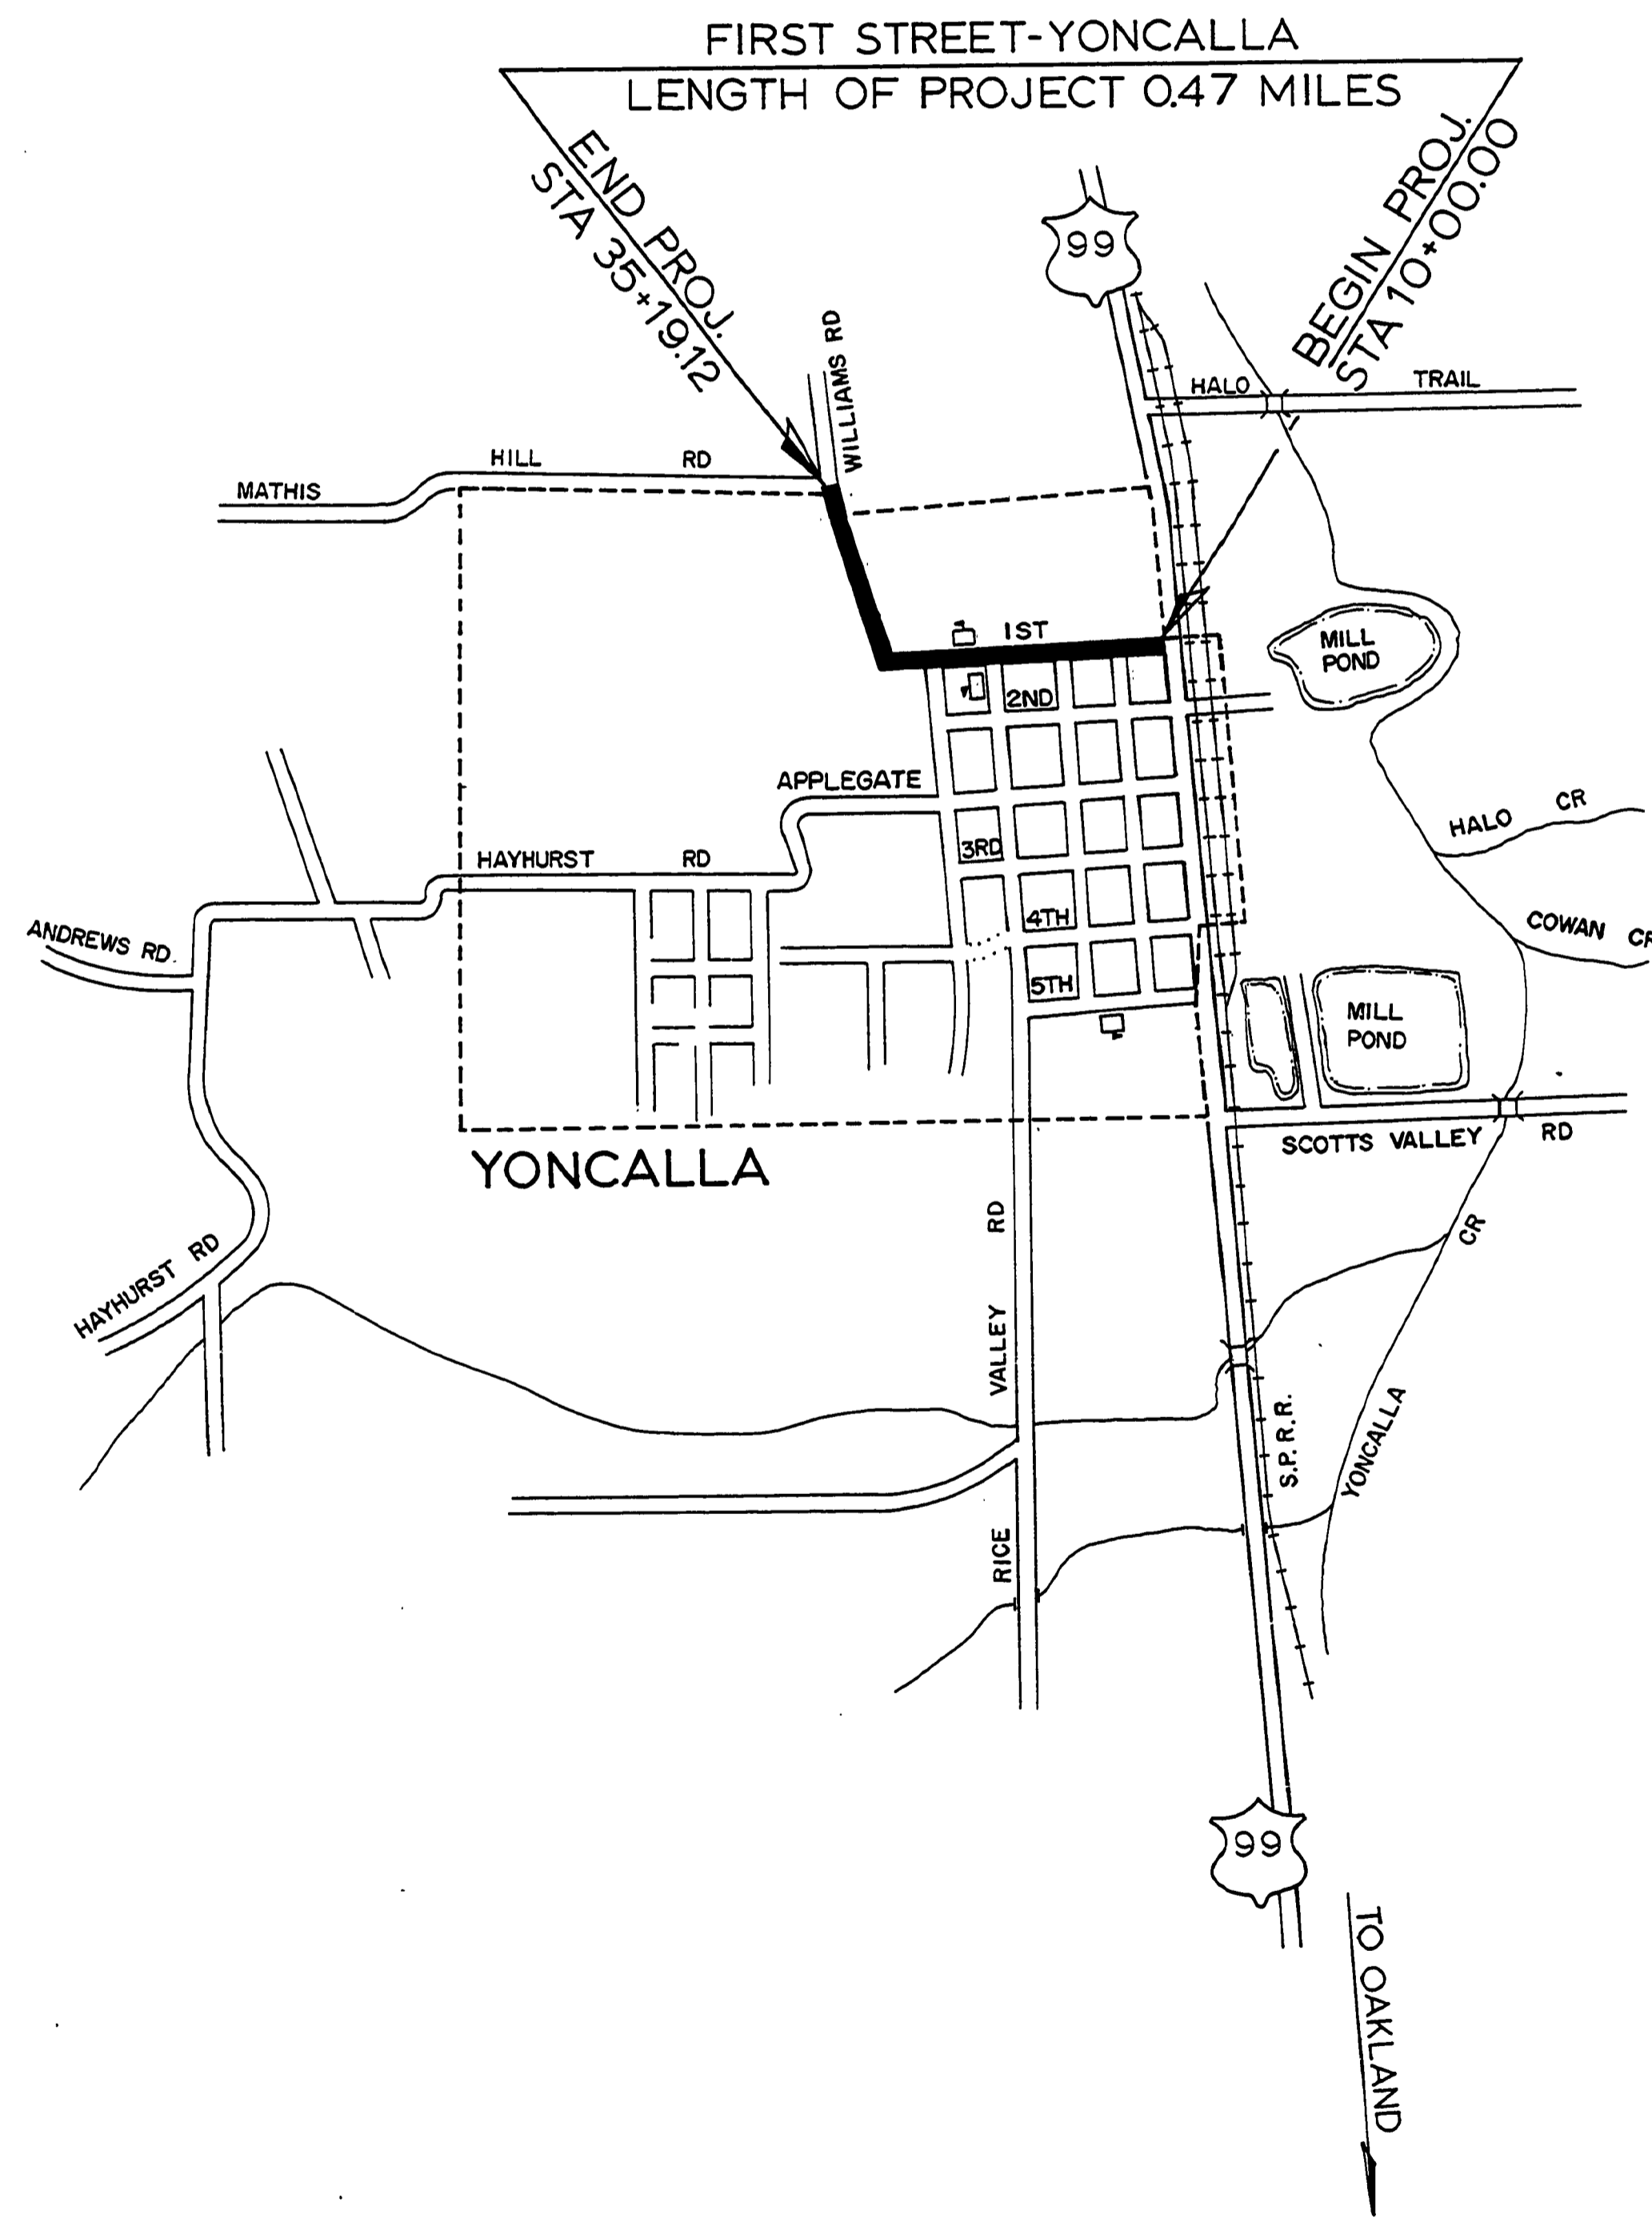 FIRST STREET-YONCALLA
LENGTH OF PROJECT 0.47 MILES
END PROJ.
STA 35+19.12
BEGIN PROJ.
STA 10+00.00
99
WILLIAMS RD
HALO TRAIL
HILL RD
MATHIS
1ST
MILL
POND
2ND
APPLEGATE
HALO CR
3RD
HAYHURST RD
4TH
COWAN CR
ANDREWS RD.
5TH
MILL
POND
SCOTTS VALLEY RD
YONCALLA
HAYHURST RD
RICE VALLEY RD
YONCALLA CR
S.P.R.R.
99
TO OAKLAND